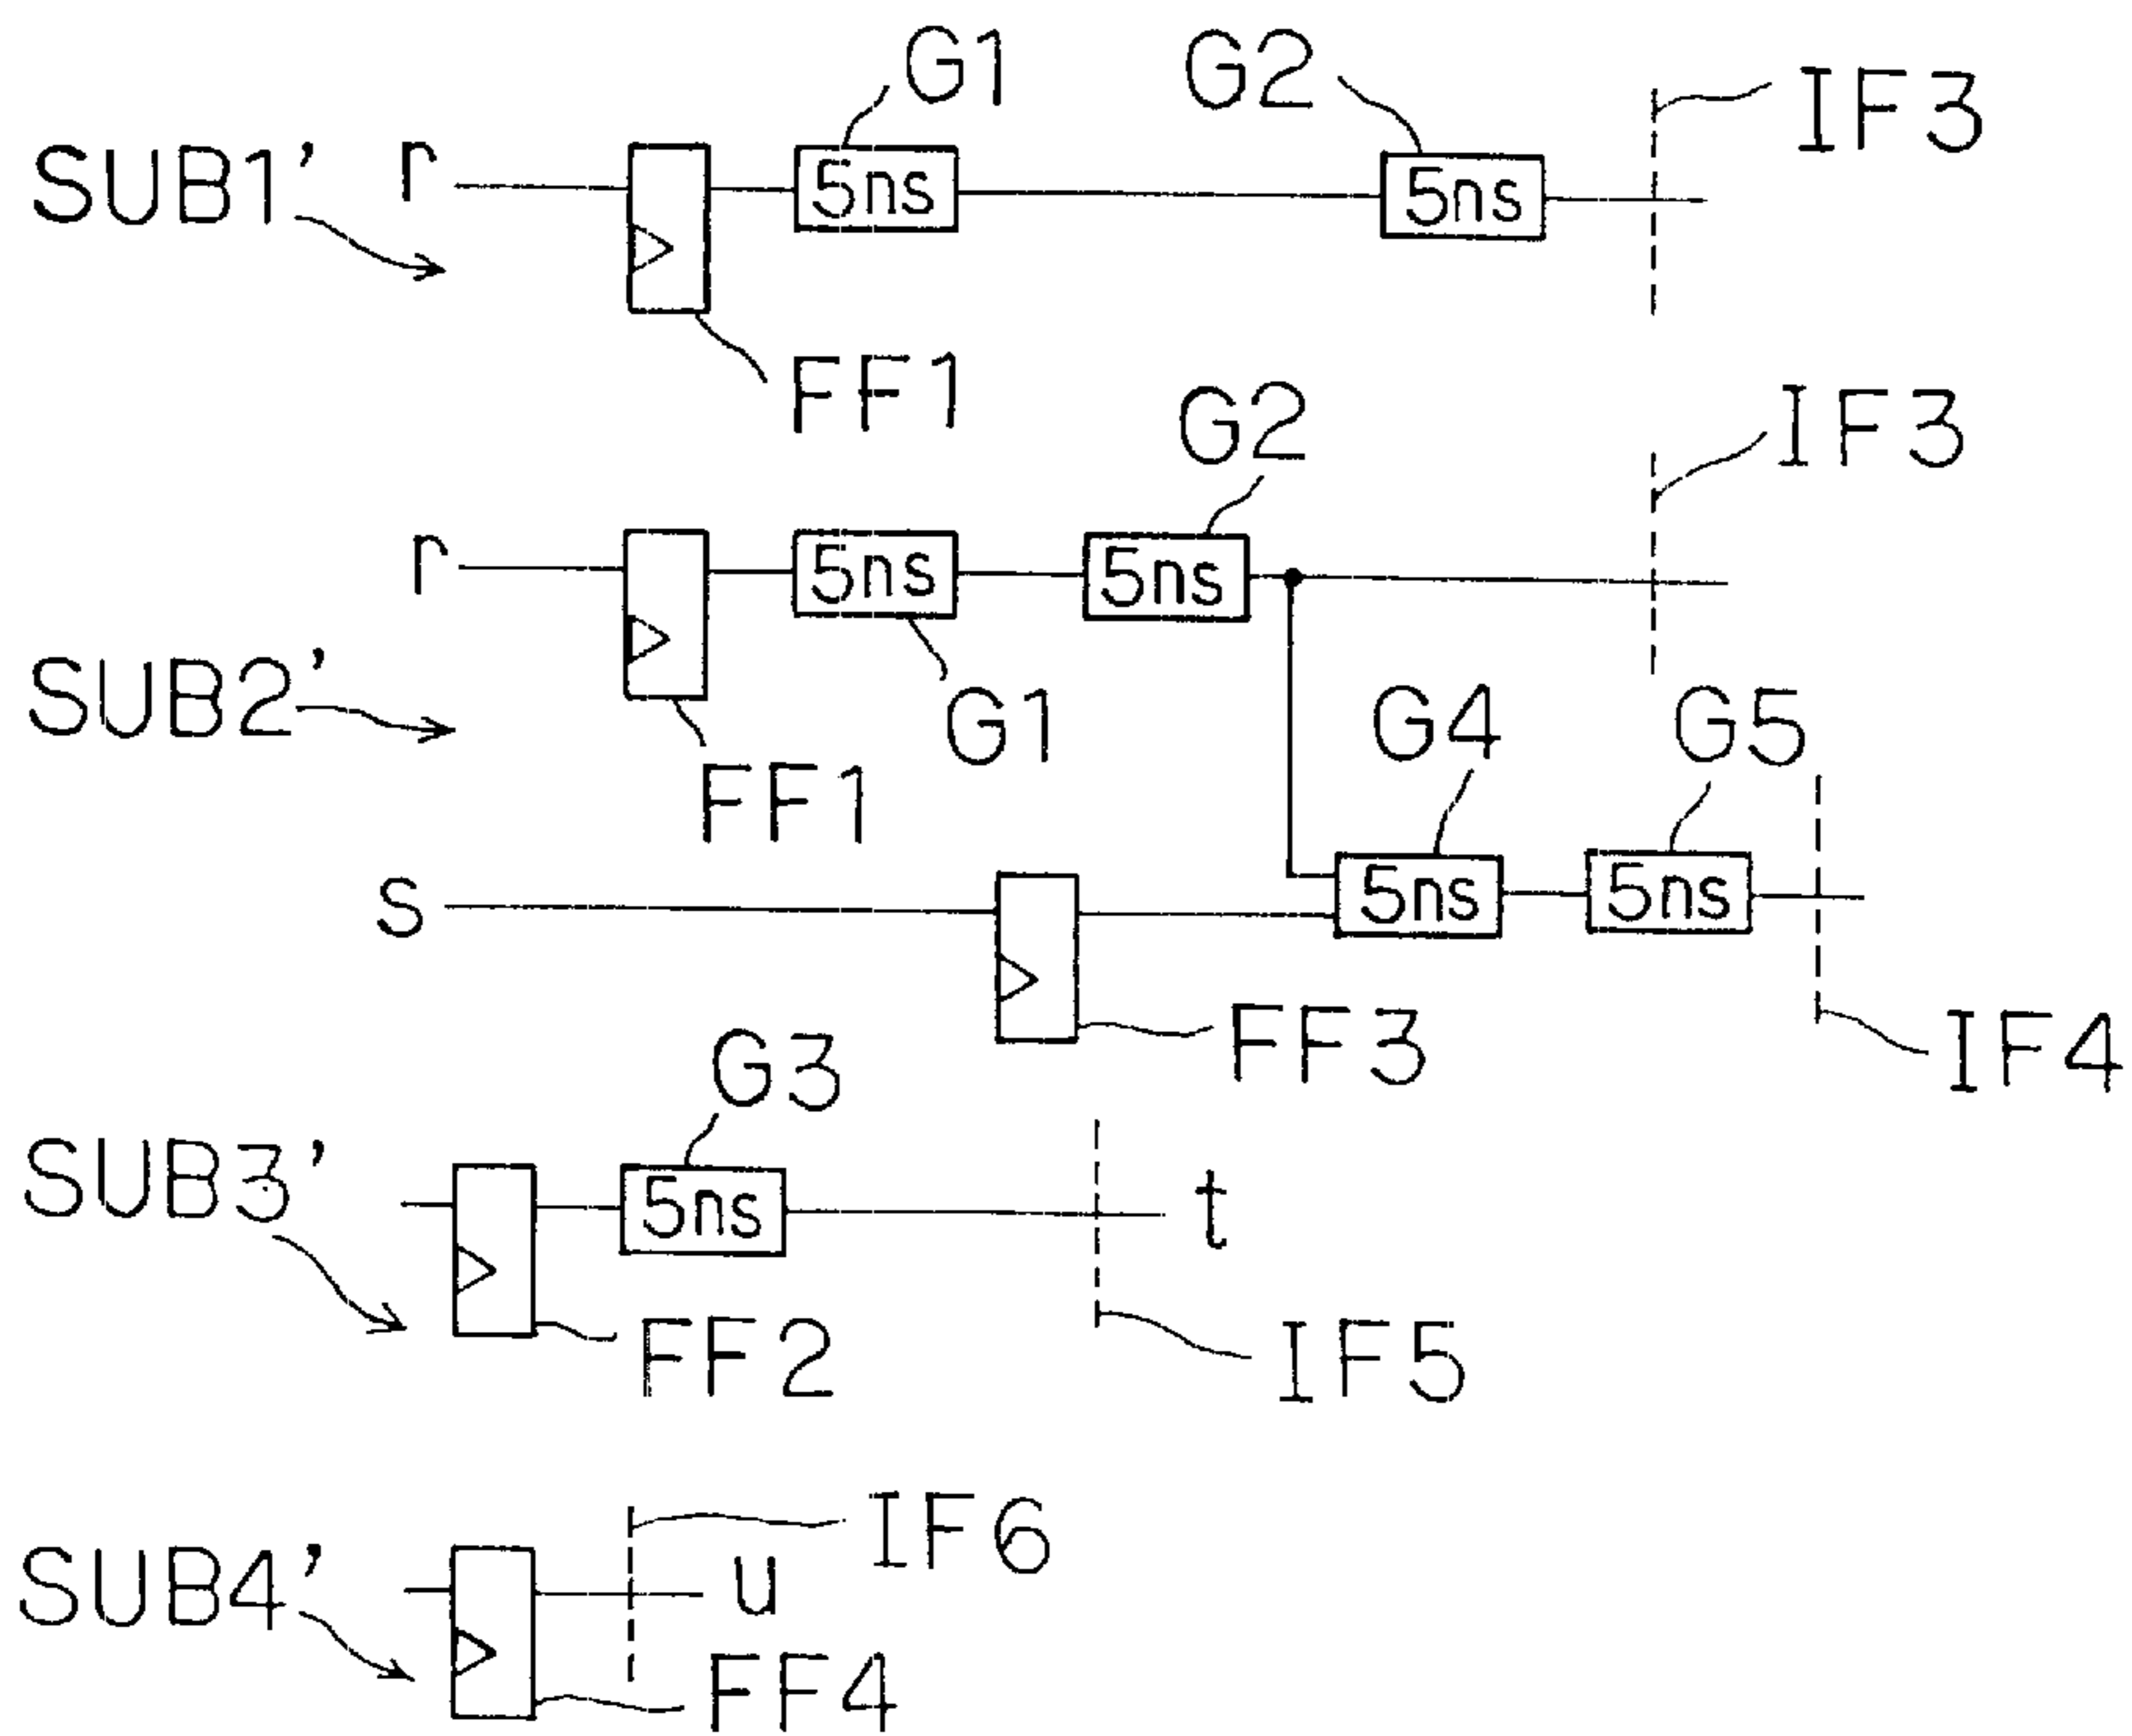 G1 G2 IF3
SUB1' r 5ns 5ns
FF1
G2 IF3
r 5ns 5ns
SUB2' G1 G4 G5
FF1
s 5ns 5ns
G3 FF3 IF4
SUB3' 5ns t
FF2 IF5
IF6
SUB4' u
FF4